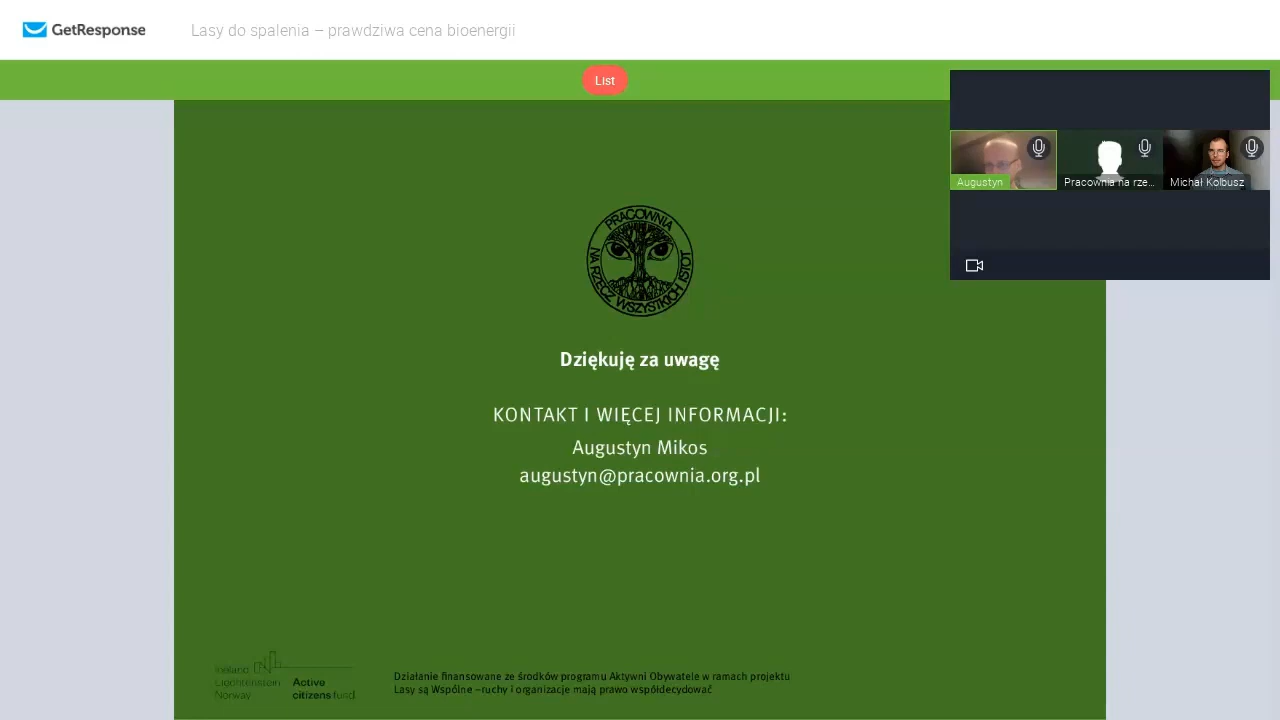 GetResponse
Lasy do spalenia – prawdziwa cena bioenergii
List
Augustyn
Pracownia na rze...
Michał Kolbusz
PRACOWNIA
NA RZECZ WSZYSTKICH ISTOT
Dziękuję za uwagę
KONTAKT I WIĘCEJ INFORMACJI:
Augustyn Mikos
augustyn@pracownia.org.pl
Iceland
Liechtenstein
Norway
Active
citizens fund
Działanie finansowane ze środków programu Aktywni Obywatele w ramach projektu
Lasy są Wspólne –ruchy i organizacje mają prawo współdecydować